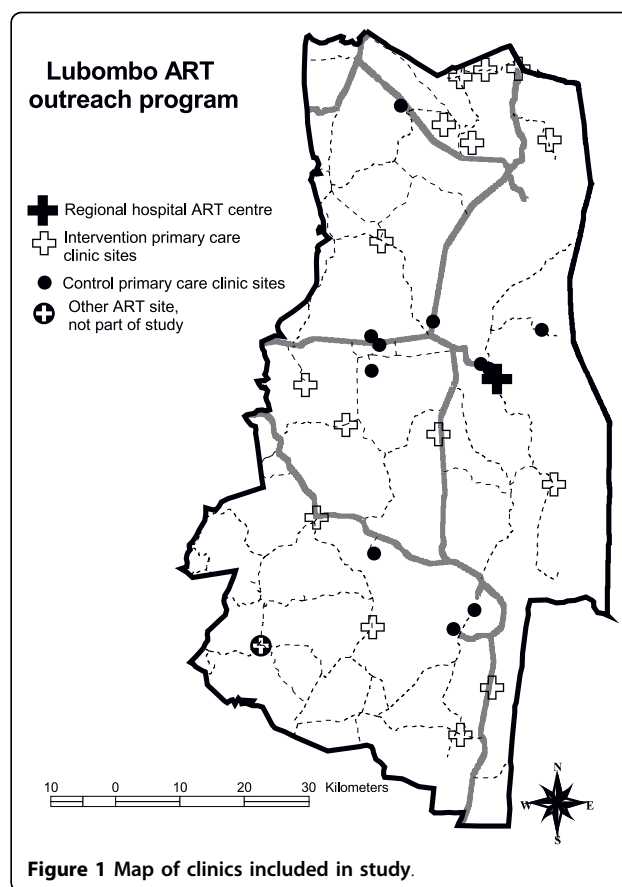 Lubombo ART
outreach program
Regional hospital ART centre
Intervention primary care
clinic sites
Control primary care clinic sites
Other ART site,
not part of study
10 0 10 20 30 Kilometers
N
W E
S
Figure 1 Map of clinics included in study.